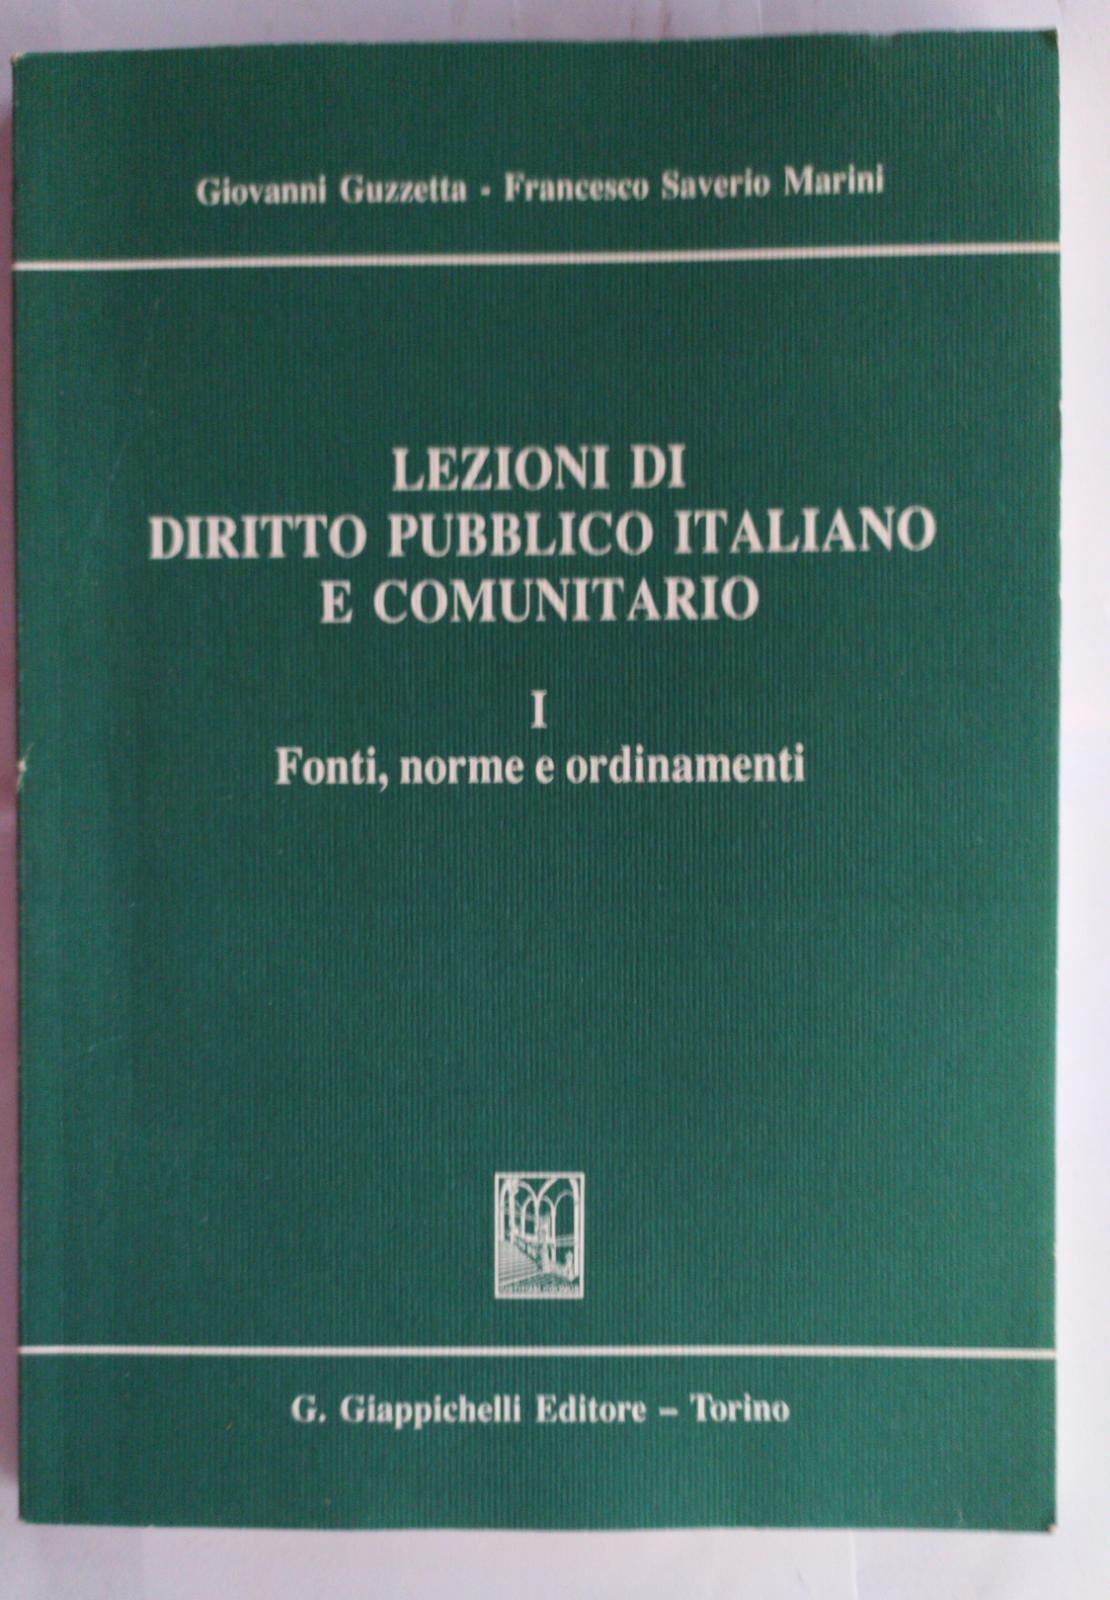 Giovanni Guzzetta - Francesco Saverio Marini
LEZIONI DI
DIRITTO PUBBLICO ITALIANO
E COMUNITARIO
I
Fonti, norme e ordinamenti
G. Giappichelli Editore – Torino